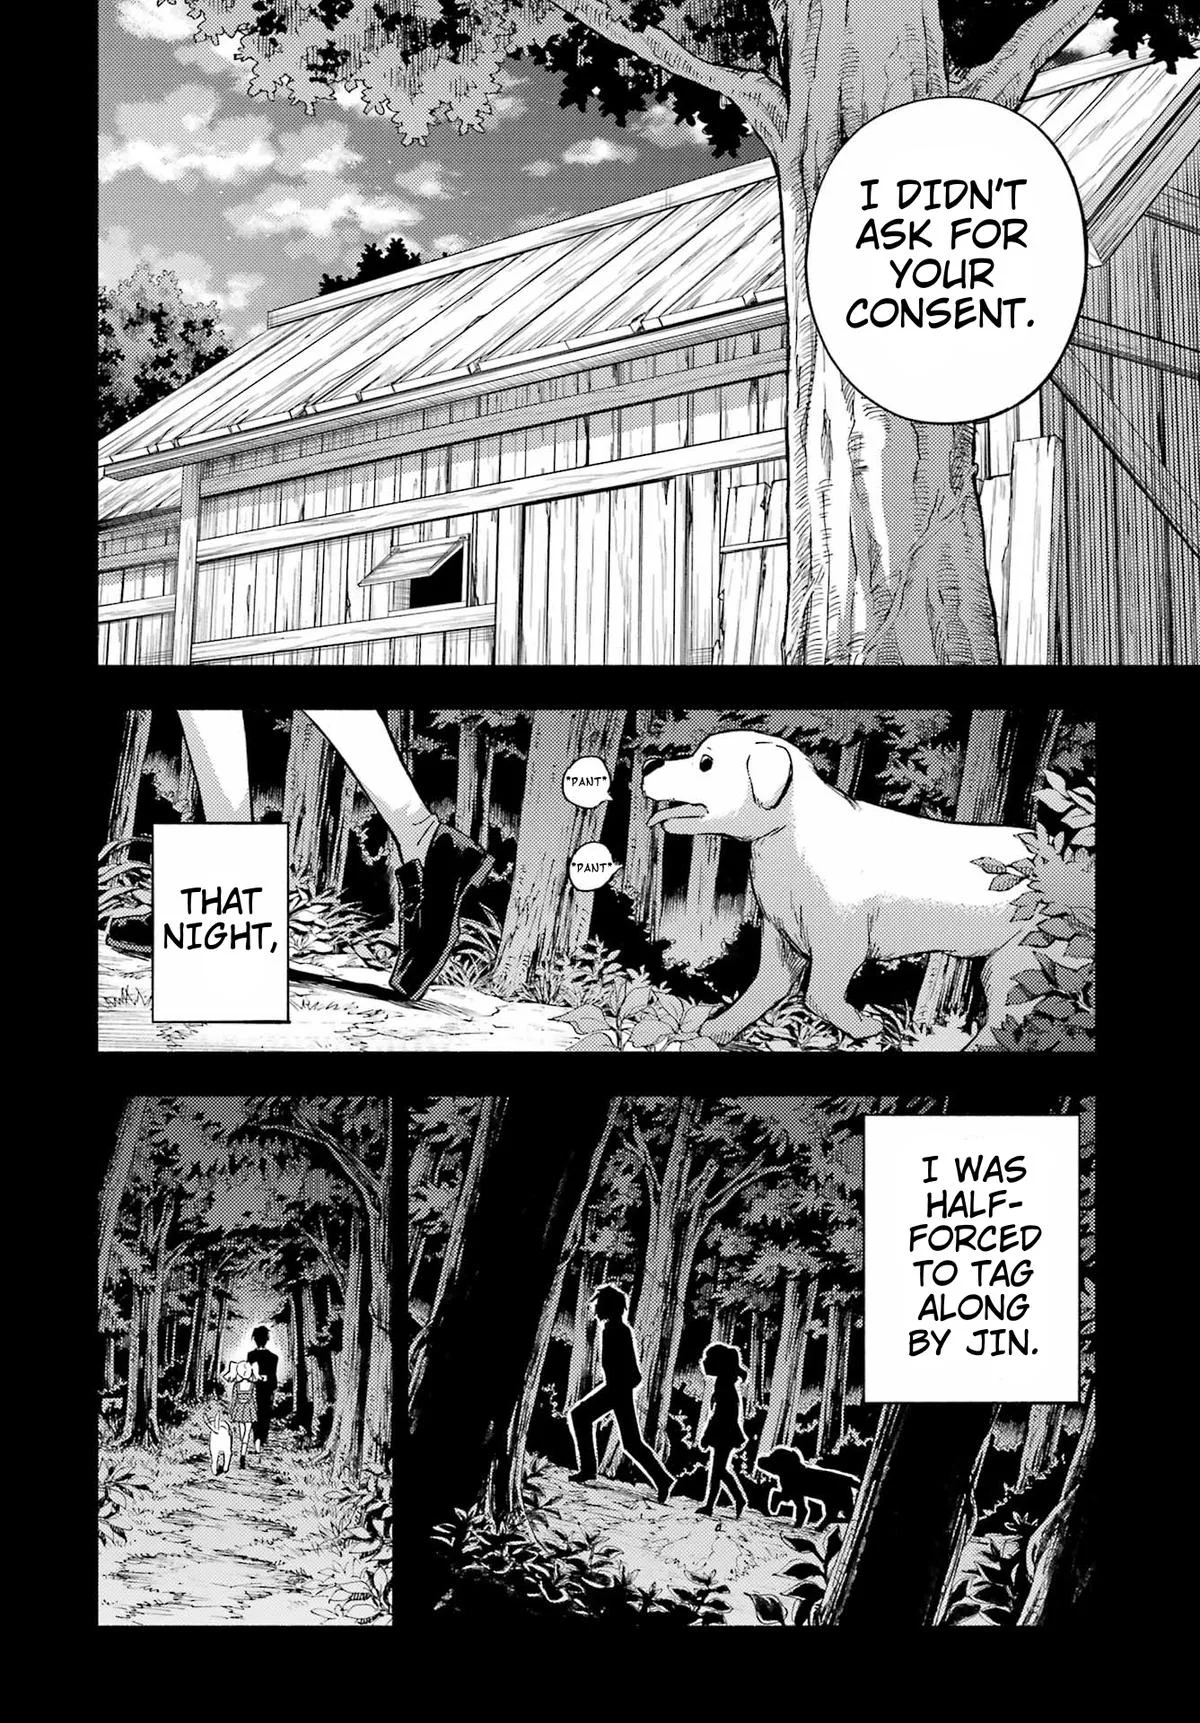 I DIDN'T
ASK FOR
YOUR
CONSENT.
*PANT*
*PANT*
THAT
NIGHT,
I WAS
HALF-
FORCED
TO TAG
ALONG
BY JIN.